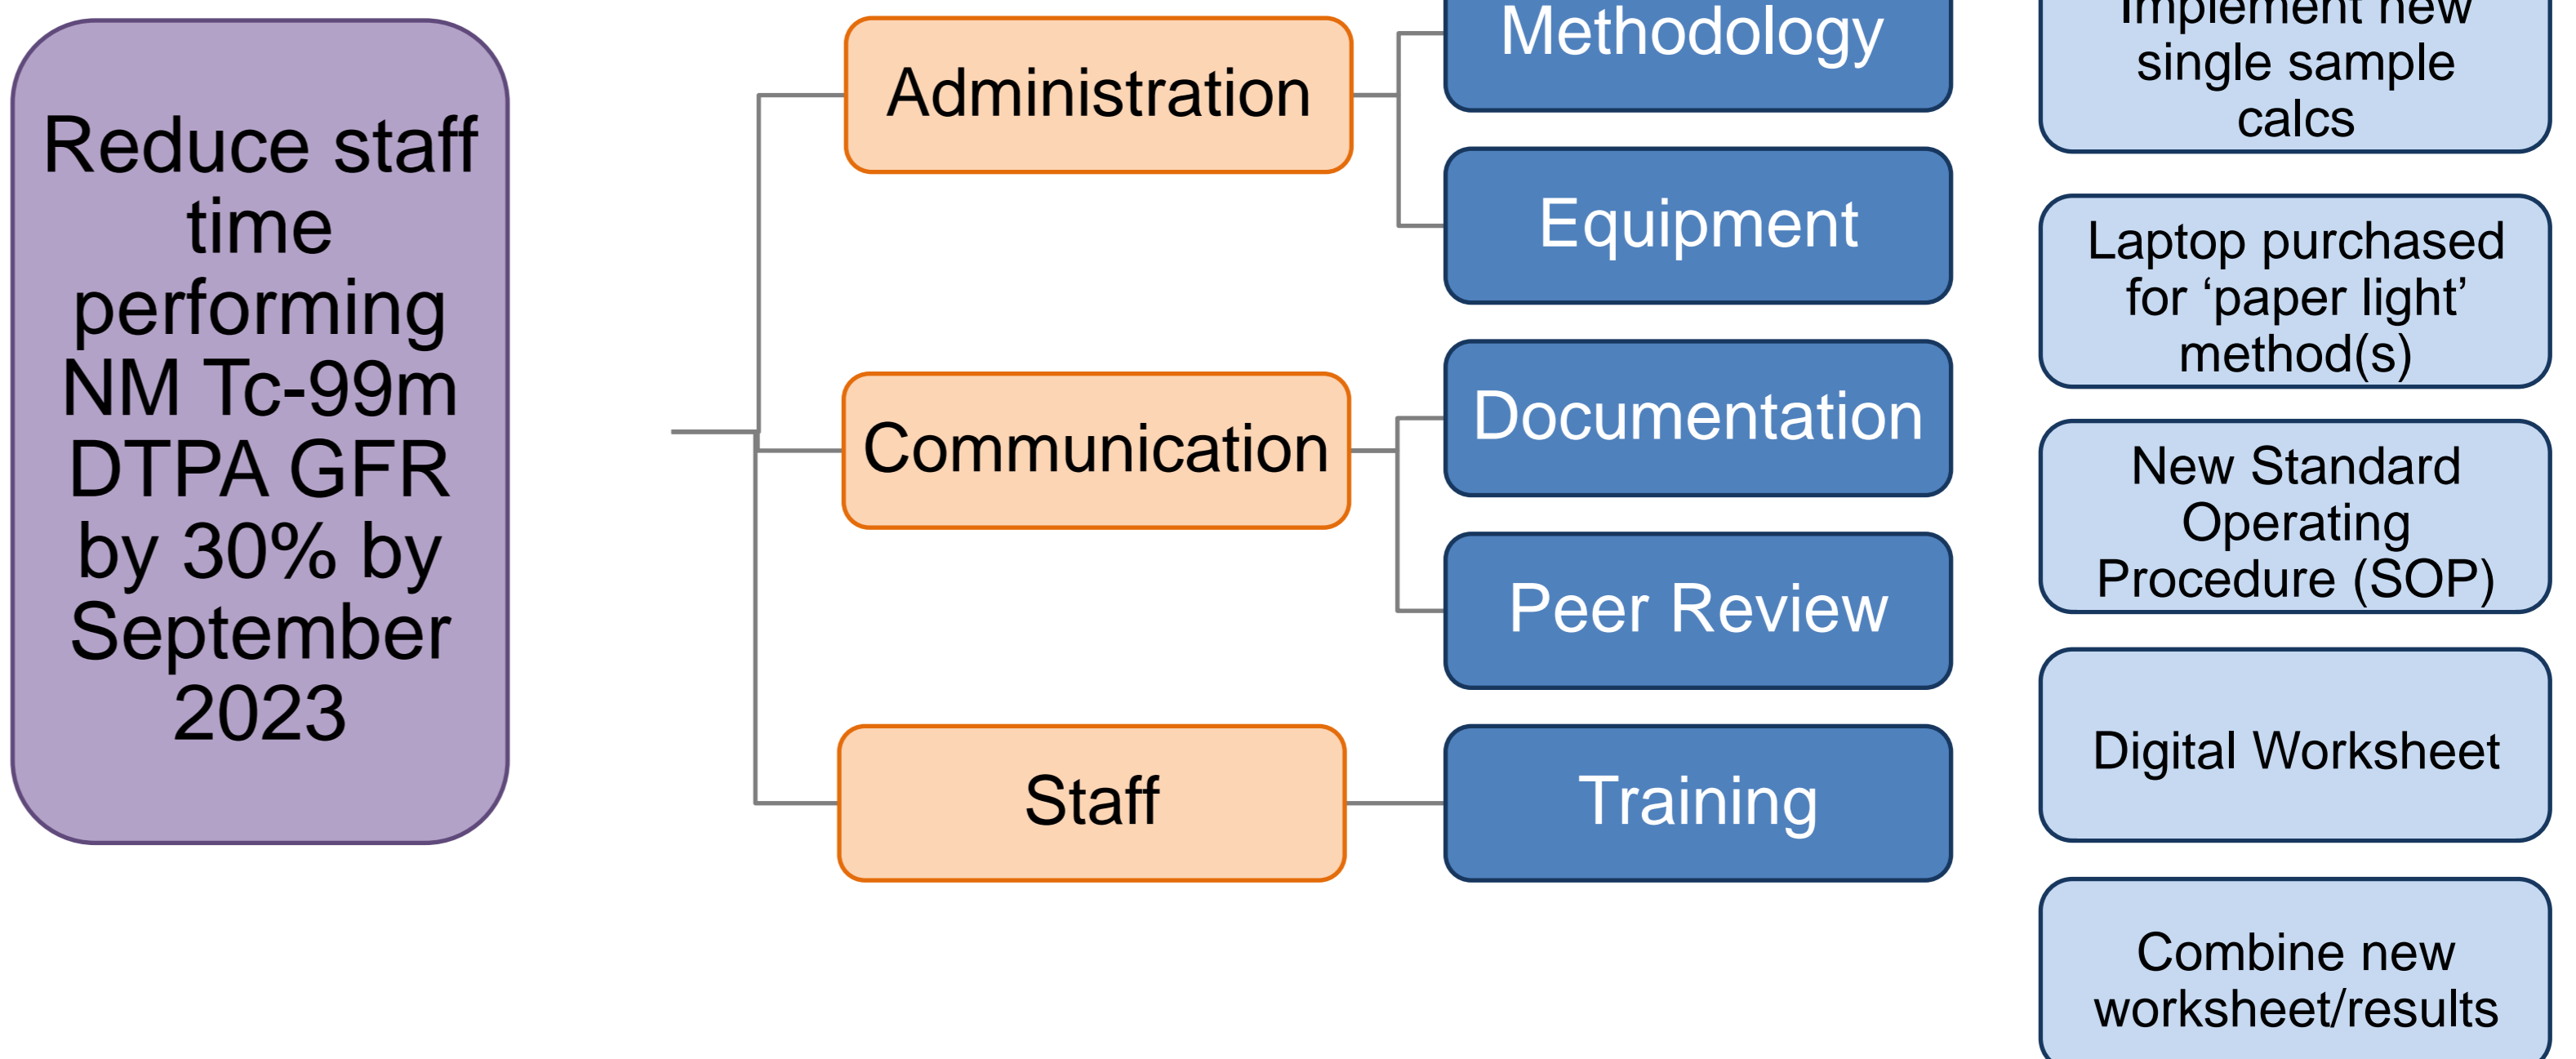 Reduce staff
time
performing
NM Tc-99m
DTPA GFR
by 30% by
September
2023
Administration
Communication
Staff
Methodology
Equipment
Documentation
Peer Review
Training
Implement new
single sample
calcs
Laptop purchased
for ‘paper light’
method(s)
New Standard
Operating
Procedure (SOP)
Digital Worksheet
Combine new
worksheet/results